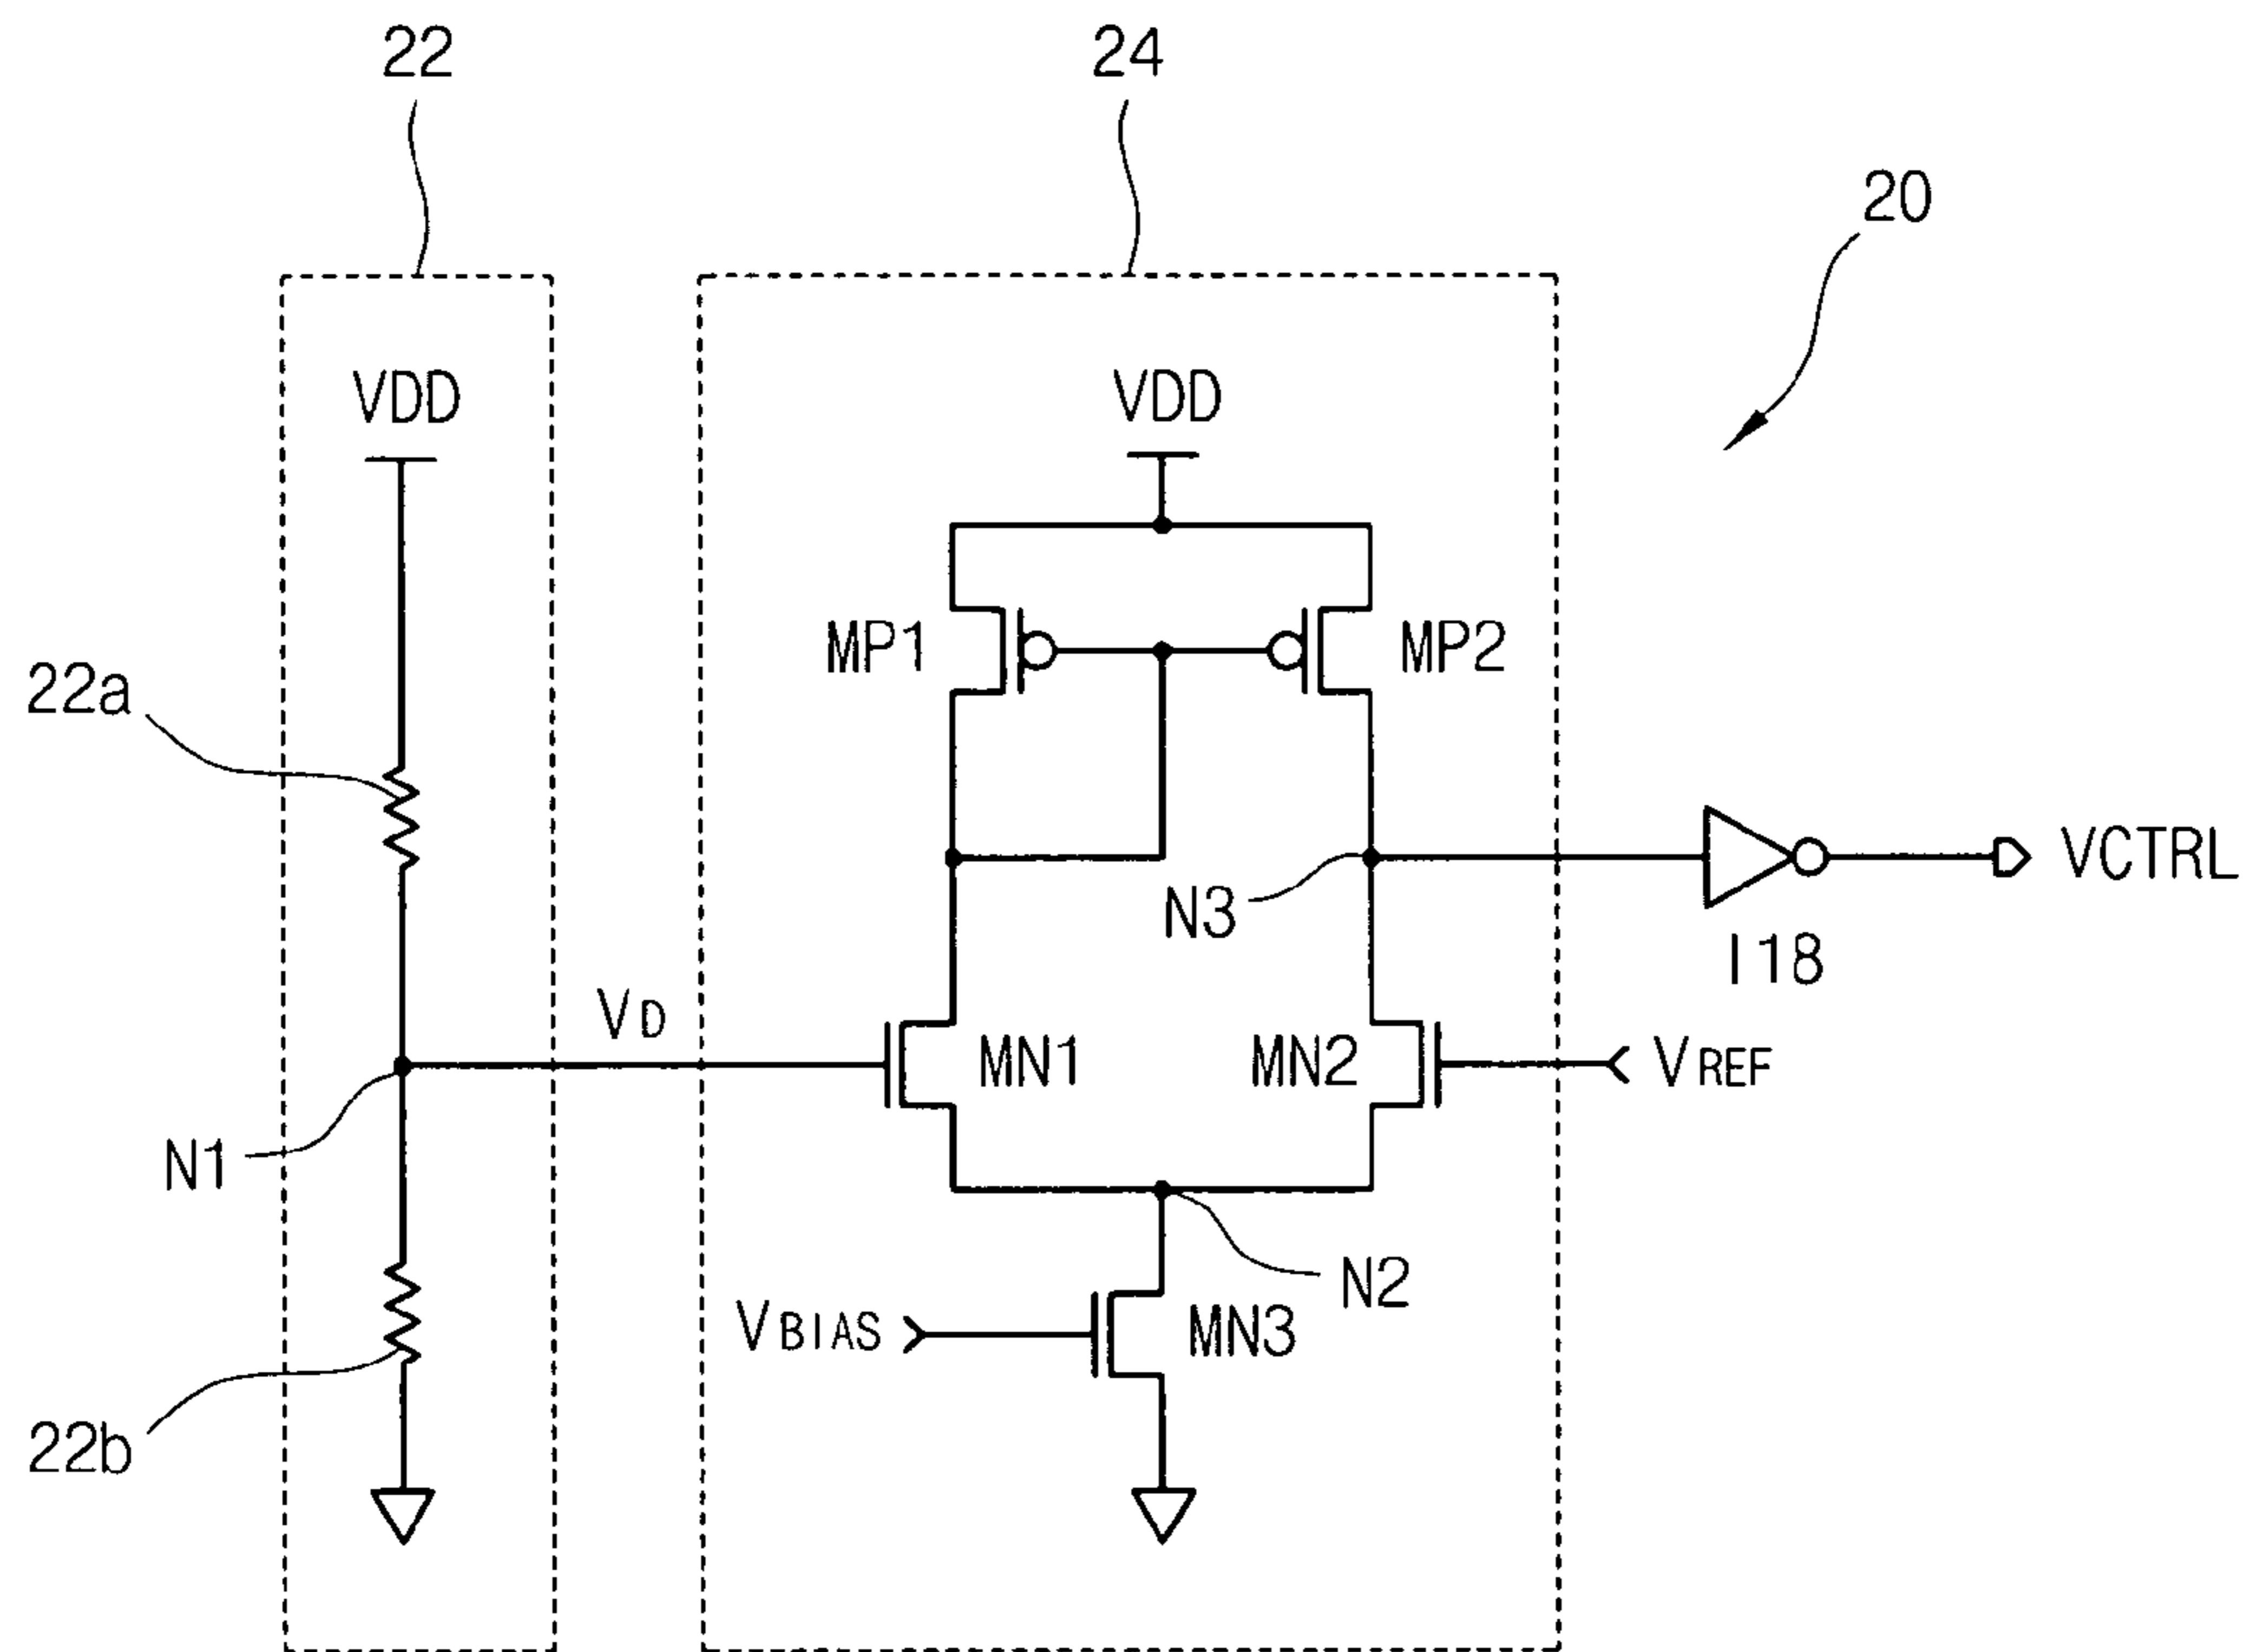 22
24
20
VDD
VDD
MP1
MP2
22a
VCTRL
N3
I18
VD
MN1
MN2
VREF
N1
N2
VBIAS
MN3
22b